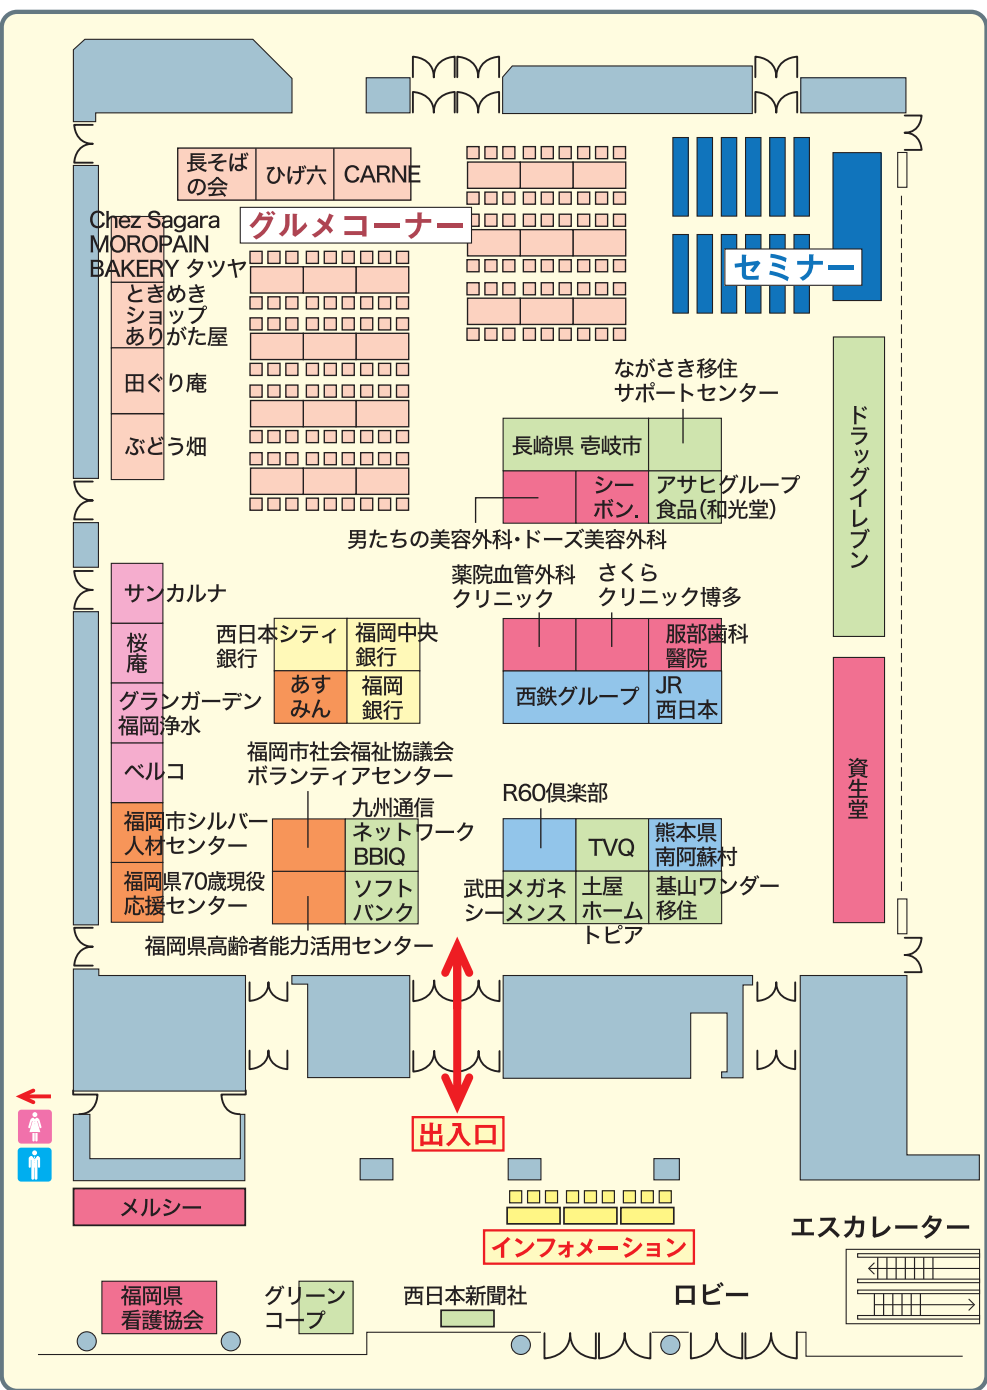 長そば
の会
ひげ六
CARNE
グルメコーナー
Chez Sagara
MOROPAIN
BAKERY タツヤ
ときめき
ショップ
ありがた屋
田ぐり庵
ぶどう畑
セミナー
ながさき移住
サポートセンター
長崎県 壱岐市
シー
ボン.
アサヒグループ
食品(和光堂)
男たちの美容外科・ドーズ美容外科
ドラッグイレブン
サンカルナ
桜
庵
グランガーデン
福岡浄水
ベルコ
福岡市シルバー
人材センター
福岡県70歳現役
応援センター
西日本シティ
銀行
福岡中央
銀行
あす
みん
福岡
銀行
薬院血管外科
クリニック
さくら
クリニック博多
服部歯科
醫院
西鉄グループ
JR
西日本
資生堂
福岡市社会福祉協議会
ボランティアセンター
九州通信
ネットワーク
BBIQ
ソフト
バンク
福岡県高齢者能力活用センター
R60倶楽部
TVQ
熊本県
南阿蘇村
武田メガネ
シーメンス
土屋
ホーム
トピア
基山ワンダー
移住
出入口
メルシー
インフォメーション
エスカレーター
福岡県
看護協会
グリーン
コープ
西日本新聞社
ロビー